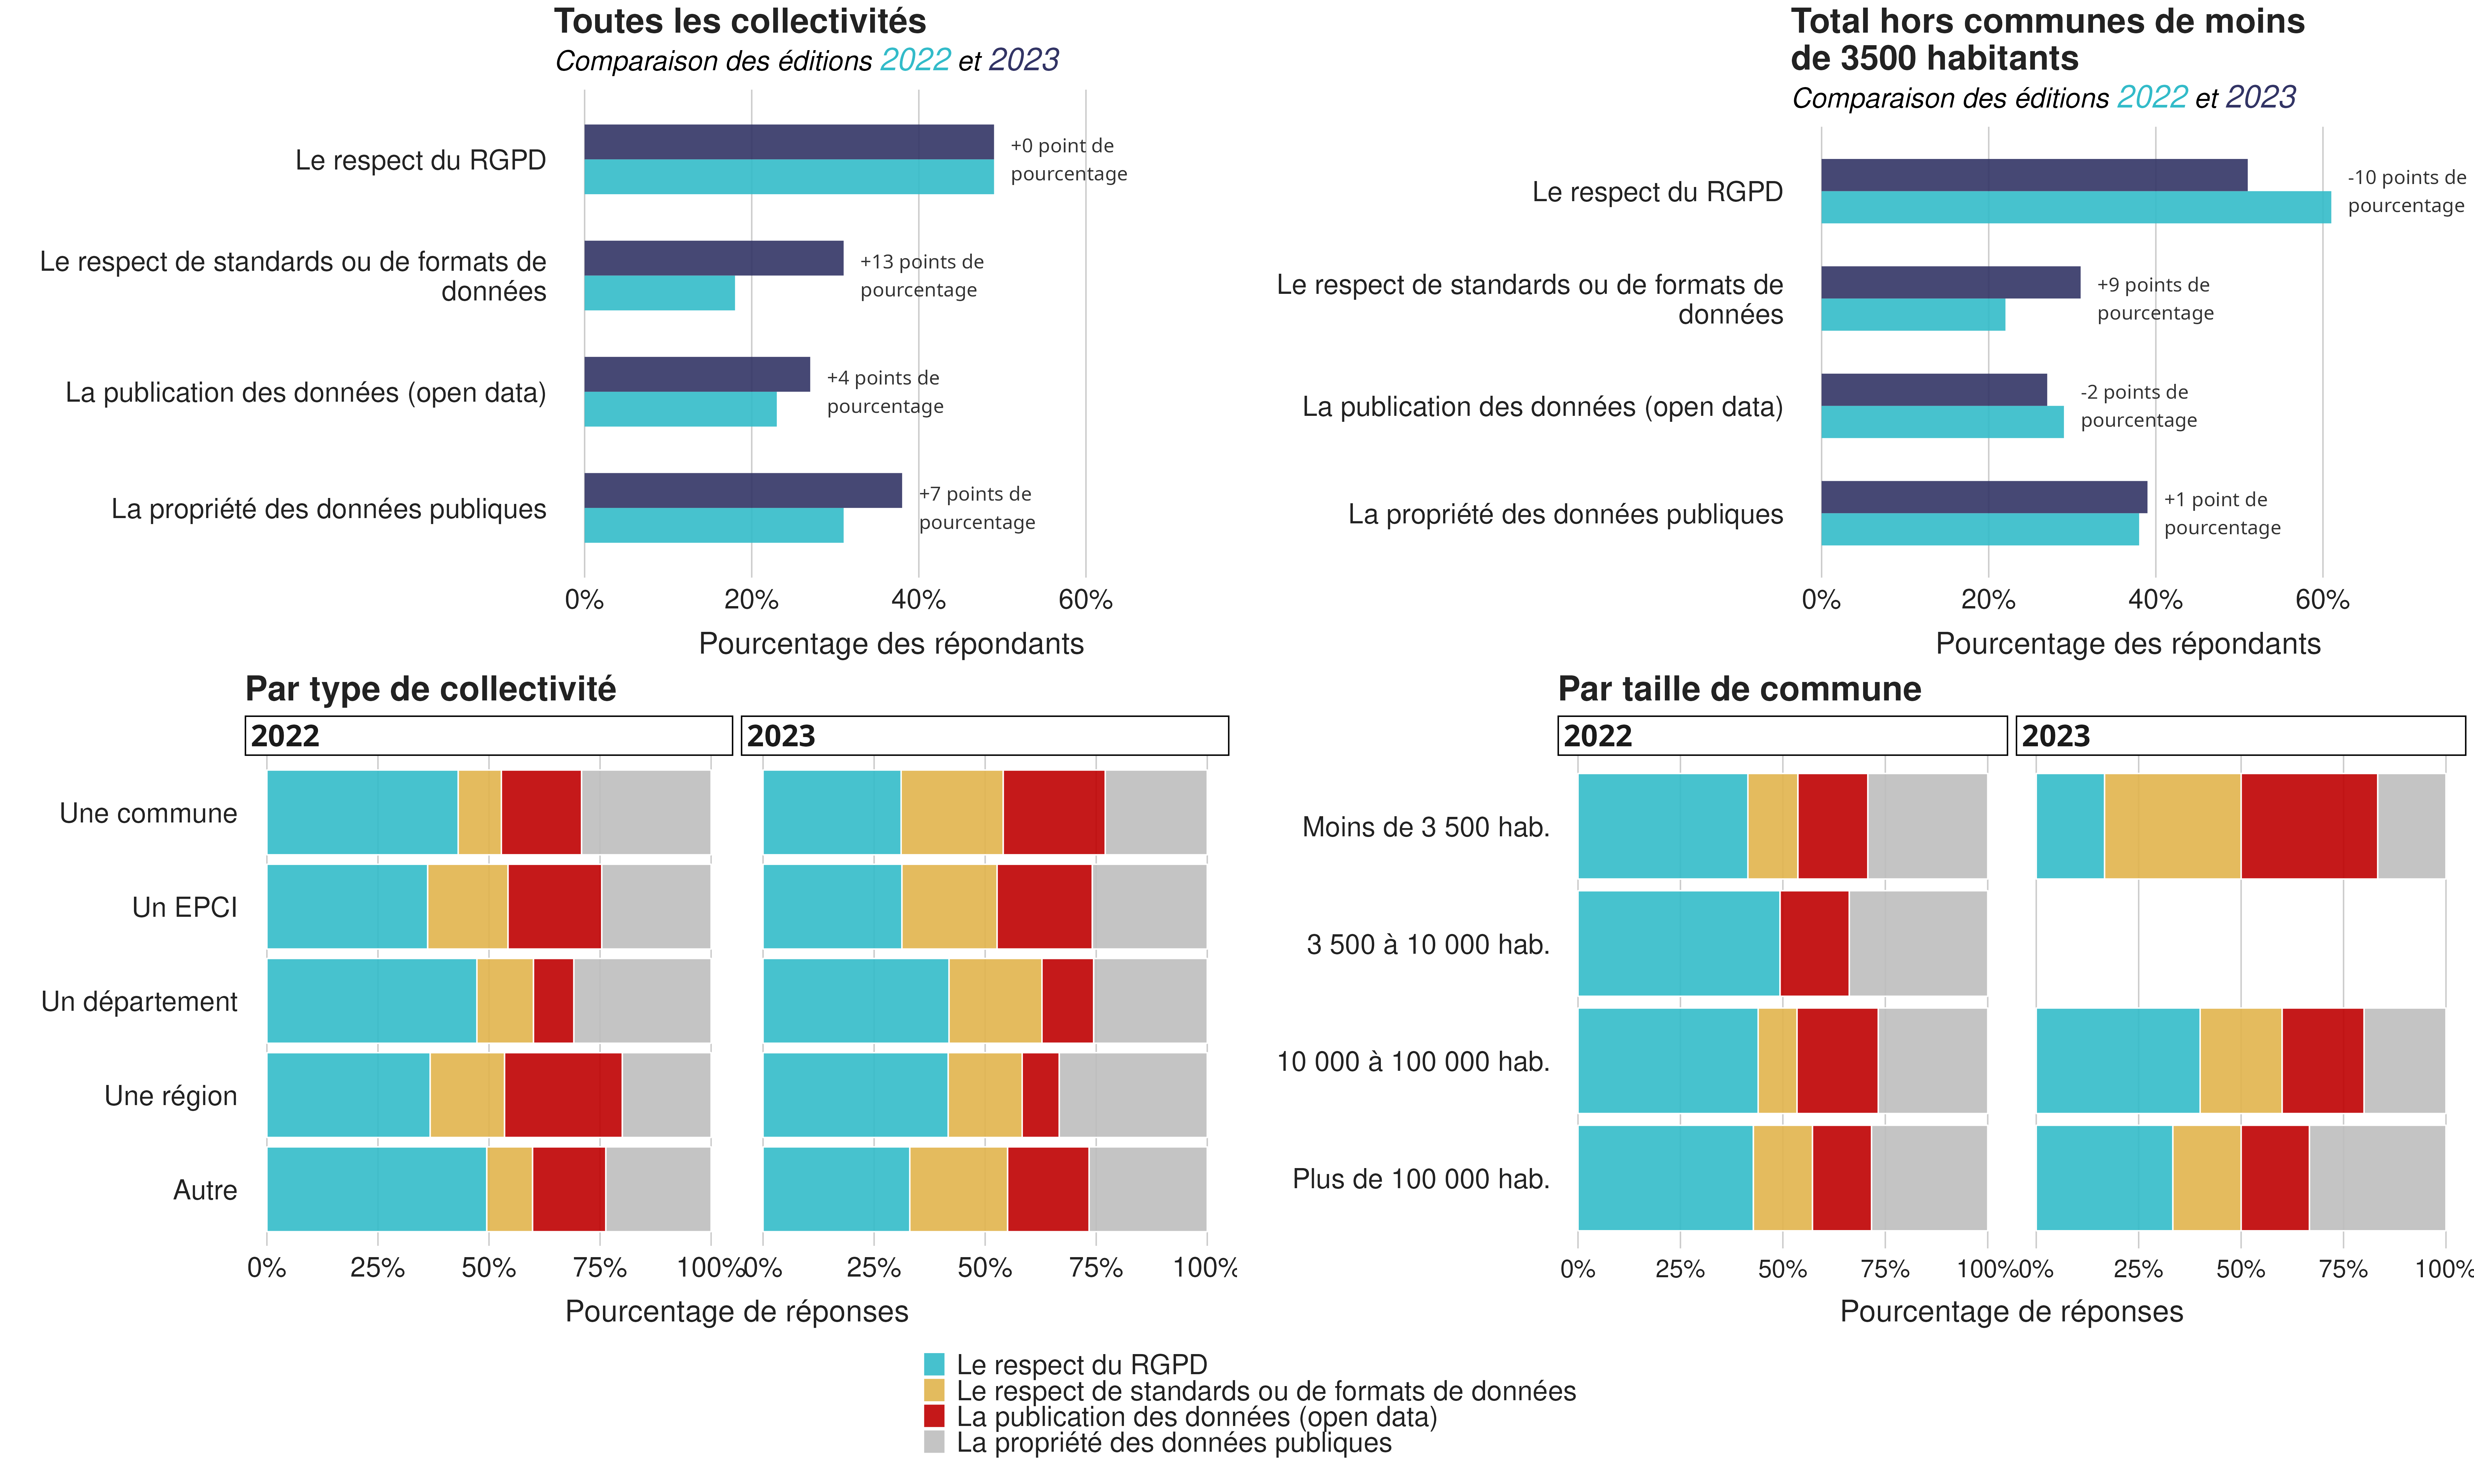 Toutes les collectivités
Comparaison des éditions 2022 et 2023
Le respect du RGPD
+0 point de
pourcentage
Le respect de standards ou de formats de
données
+13 points de
pourcentage
La publication des données (open data)
+4 points de
pourcentage
La propriété des données publiques
+7 points de
pourcentage
0% 20% 40% 60%
Pourcentage des répondants
Total hors communes de moins
de 3500 habitants
Comparaison des éditions 2022 et 2023
Le respect du RGPD
-10 points de
pourcentage
Le respect de standards ou de formats de
données
+9 points de
pourcentage
La publication des données (open data)
-2 points de
pourcentage
La propriété des données publiques
+1 point de
pourcentage
0% 20% 40% 60%
Pourcentage des répondants
Par type de collectivité
2022 2023
Une commune
Un EPCI
Un département
Une région
Autre
0% 25% 50% 75% 100% 0% 25% 50% 75% 100%
Pourcentage de réponses
Par taille de commune
2022 2023
Moins de 3 500 hab.
3 500 à 10 000 hab.
10 000 à 100 000 hab.
Plus de 100 000 hab.
0% 25% 50% 75% 100% 0% 25% 50% 75% 100%
Pourcentage de réponses
Le respect du RGPD
Le respect de standards ou de formats de données
La publication des données (open data)
La propriété des données publiques